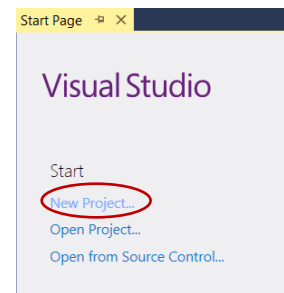 Start Page
Visual Studio
Start
New Project...
Open Project...
Open from Source Control...